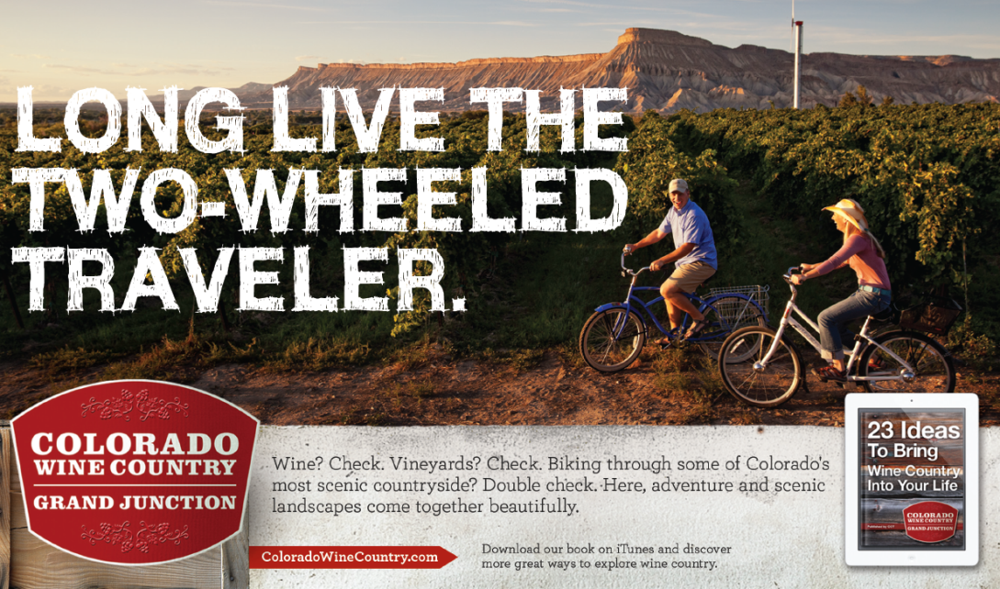 LONG LIVE THE
TWO-WHEELED
TRAVELER.
COLORADO
WINE COUNTRY
GRAND JUNCTION
Wine? Check. Vineyards? Check. Biking through some of Colorado's
most scenic countryside? Double check. Here, adventure and scenic
landscapes come together beautifully.
ColoradoWineCountry.com
Download our book on iTunes and discover
more great ways to explore wine country.
23 Ideas
To Bring
Wine Country
Into Your Life
COLORADO
WINE COUNTRY
GRAND JUNCTION